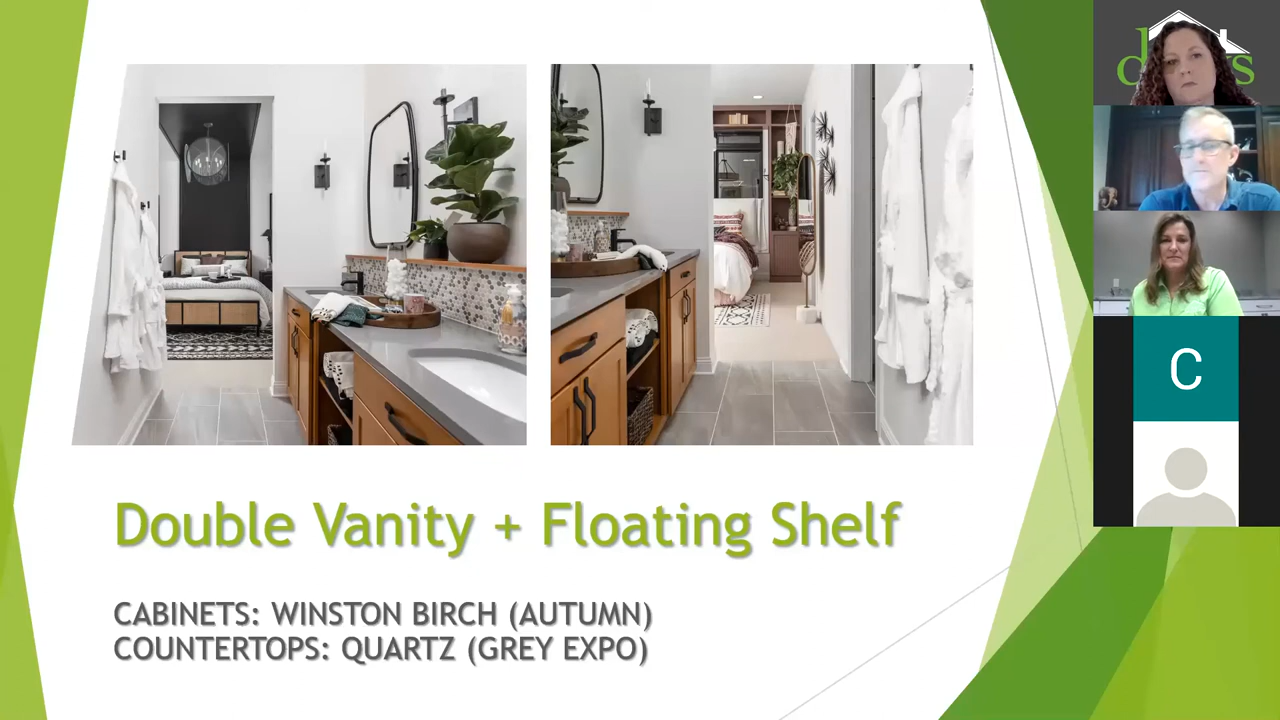 Double Vanity + Floating Shelf
CABINETS: WINSTON BIRCH (AUTUMN)
COUNTERTOPS: QUARTZ (GREY EXPO)
C